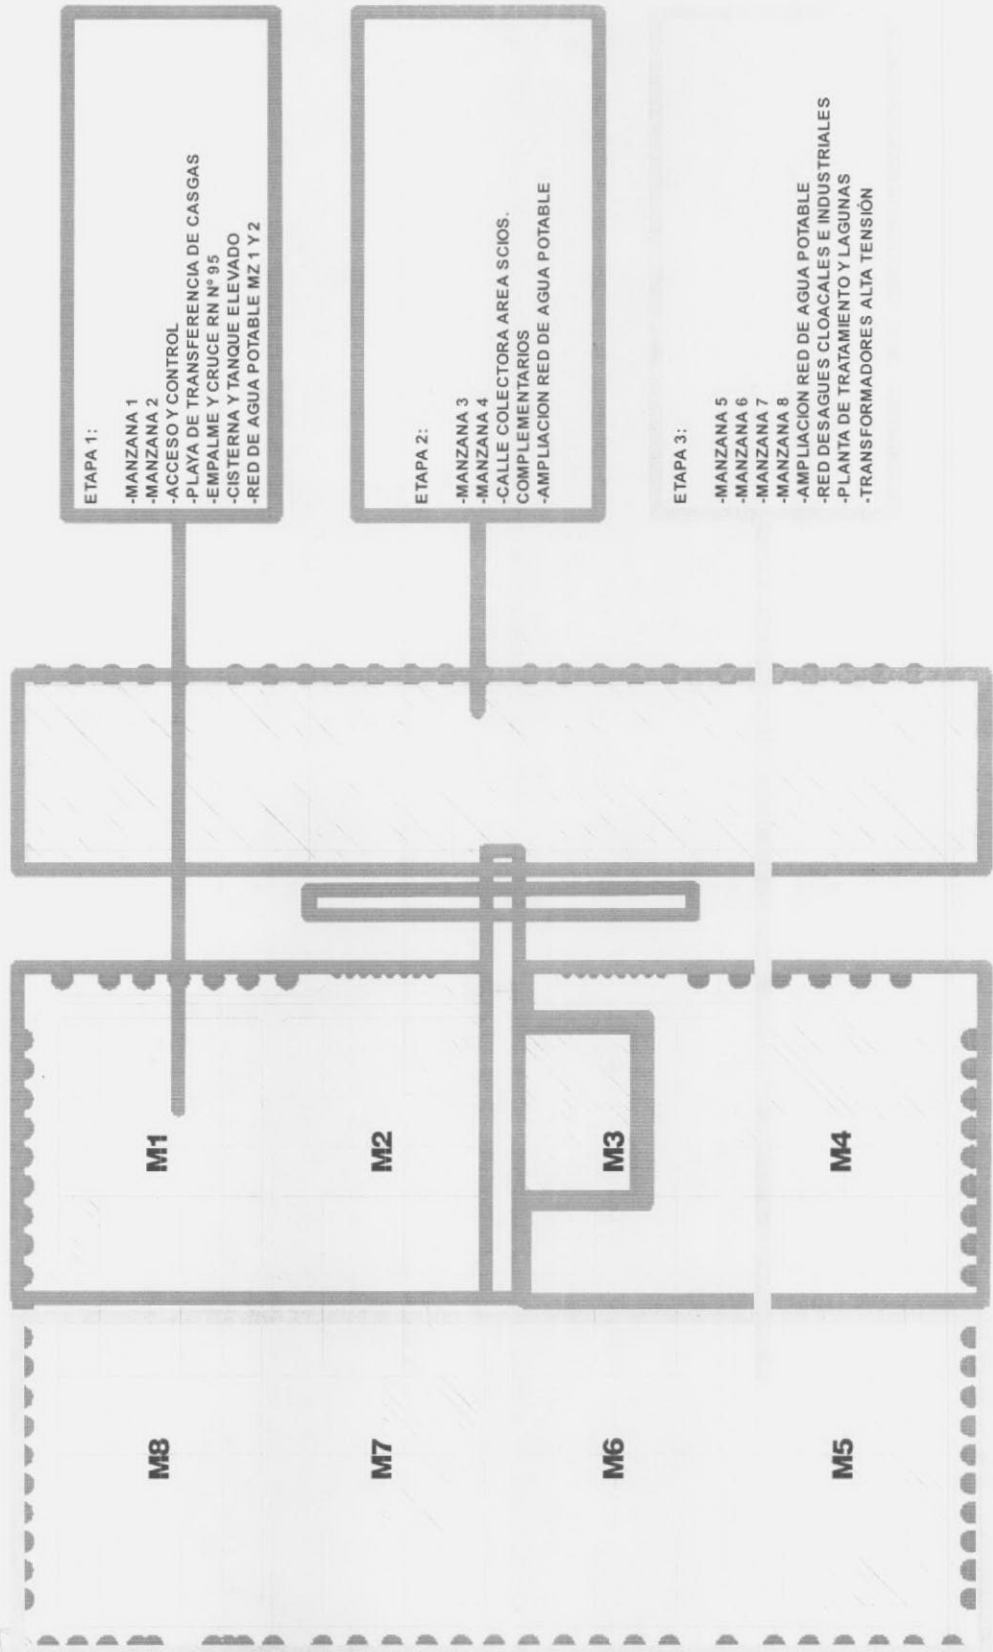 ETAPA 1:
-MANZANA 1
-MANZANA 2
-ACCESO Y CONTROL
-PLAYA DE TRANSFERENCIA DE CASGAS
-EMPALME Y CRUCE RN Nº 95
-CISTERNA Y TANQUE ELEVADO
-RED DE AGUA POTABLE MZ 1 Y 2
ETAPA 2:
-MANZANA 3
-MANZANA 4
-CALLE COLECTORA AREA SCIOS.
COMPLEMENTARIOS
-AMPLIACION RED DE AGUA POTABLE
ETAPA 3:
-MANZANA 5
-MANZANA 6
-MANZANA 7
-MANZANA 8
-AMPLIACION RED DE AGUA POTABLE
-RED DESAGUES CLOACALES E INDUSTRIALES
-PLANTA DE TRATAMIENTO Y LAGUNAS
-TRANSFORMADORES ALTA TENSIÓN
M1
M2
M3
M4
M8
M7
M6
M5